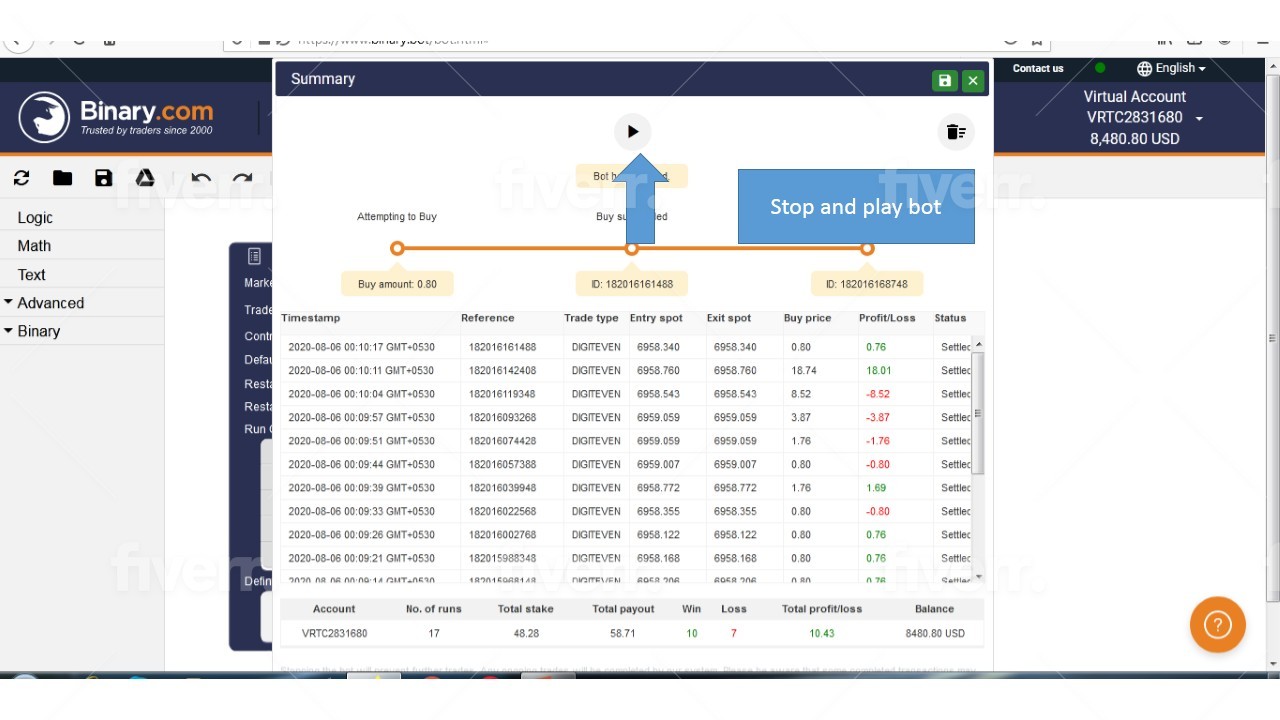 https://www.binary.bot/bot.html
Summary
Contact us
English
Binary.com
Trusted by traders since 2000
Virtual Account
VRTC2831680
8,480.80 USD
Stop and play bot
Logic
Math
Text
Advanced
Binary
Attempting to Buy
Buy amount: 0.80
ID: 182016161488
ID: 182016168748
Timestamp Reference Trade type Entry spot Exit spot Buy price Profit/Loss Status
2020-08-06 00:10:17 GMT+0530 182016161488 DIGITEVEN 6958.340 6958.340 0.80 0.76 Settled
2020-08-06 00:10:11 GMT+0530 182016142408 DIGITEVEN 6958.760 6958.760 18.74 18.01 Settled
2020-08-06 00:10:04 GMT+0530 182016119348 DIGITEVEN 6958.543 6958.543 8.52 -8.52 Settled
2020-08-06 00:09:57 GMT+0530 182016093268 DIGITEVEN 6959.059 6959.059 3.87 -3.87 Settled
2020-08-06 00:09:51 GMT+0530 182016074428 DIGITEVEN 6959.059 6959.059 1.76 -1.76 Settled
2020-08-06 00:09:44 GMT+0530 182016057388 DIGITEVEN 6959.007 6959.007 0.80 -0.80 Settled
2020-08-06 00:09:39 GMT+0530 182016039948 DIGITEVEN 6958.772 6958.772 1.76 1.69 Settled
2020-08-06 00:09:33 GMT+0530 182016022568 DIGITEVEN 6958.355 6958.355 0.80 -0.80 Settled
2020-08-06 00:09:26 GMT+0530 182016002768 DIGITEVEN 6958.122 6958.122 0.80 0.76 Settled
2020-08-06 00:09:21 GMT+0530 182015988348 DIGITEVEN 6958.168 6958.168 0.80 0.76 Settled
2020-08-06 00:09:14 GMT+0530 182015968148 DIGITEVEN 6958.206 6958.206 0.80 0.76 Settled
Account No. of runs Total stake Total payout Win Loss Total profit/loss Balance
VRTC2831680 17 48.28 58.71 10 7 10.43 8480.80 USD
Stopping the bot will prevent further trades. Any ongoing trades will be completed by our system. Please be aware that some completed transactions may
fiverr.
fiverr.
fiverr.
fiverr.
fiverr.